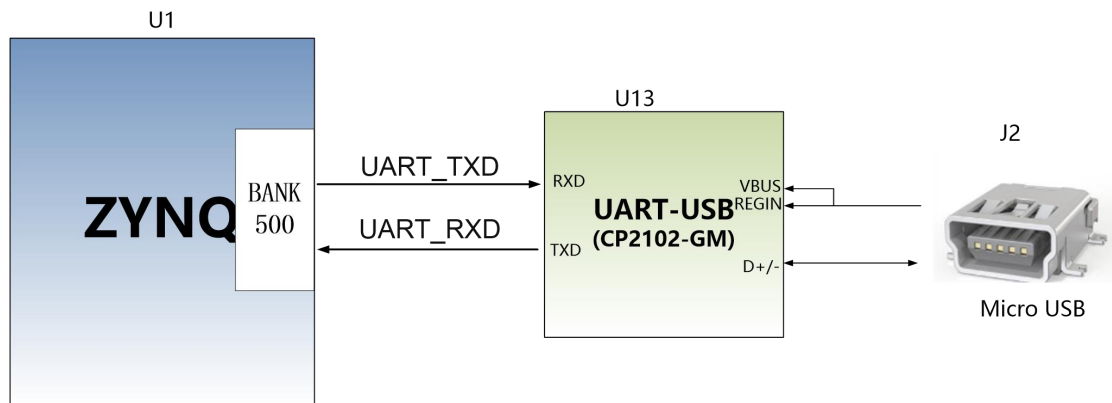 U1
ZYNQ
BANK
500
UART_TXD
UART_RXD
U13
RXD
TXD
UART-USB
(CP2102-GM)
VBUS
REGIN
D+/-
J2
Micro USB